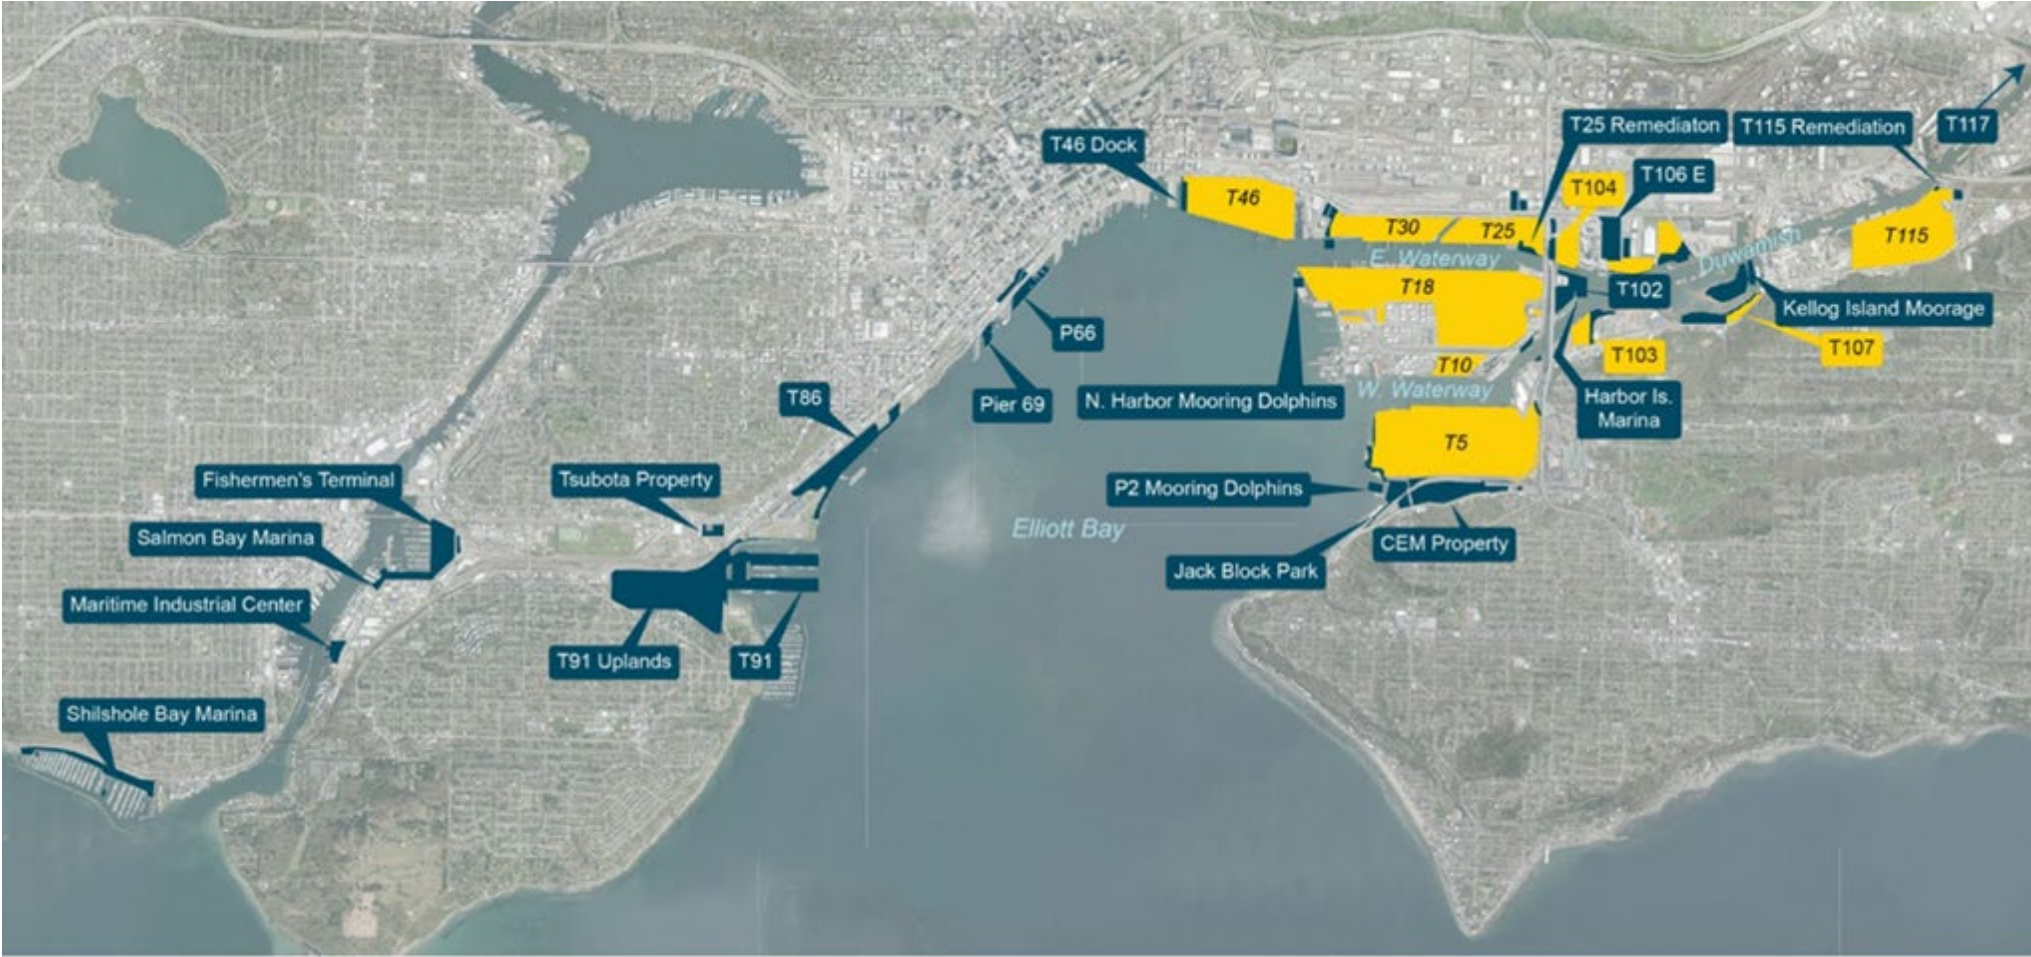 T25 Remediaton
T115 Remediation
T117
T46 Dock
T104
T106 E
T46
T30
T25
T115
Duwamish
E. Waterway
T18
T102
Kellog Island Moorage
P66
T103
T107
T10
W. Waterway
T86
Pier 69
N. Harbor Mooring Dolphins
Harbor Is.
Marina
T5
Fishermen's Terminal
Tsubota Property
P2 Mooring Dolphins
Salmon Bay Marina
Elliott Bay
CEM Property
Jack Block Park
Maritime Industrial Center
T91 Uplands
T91
Shilshole Bay Marina